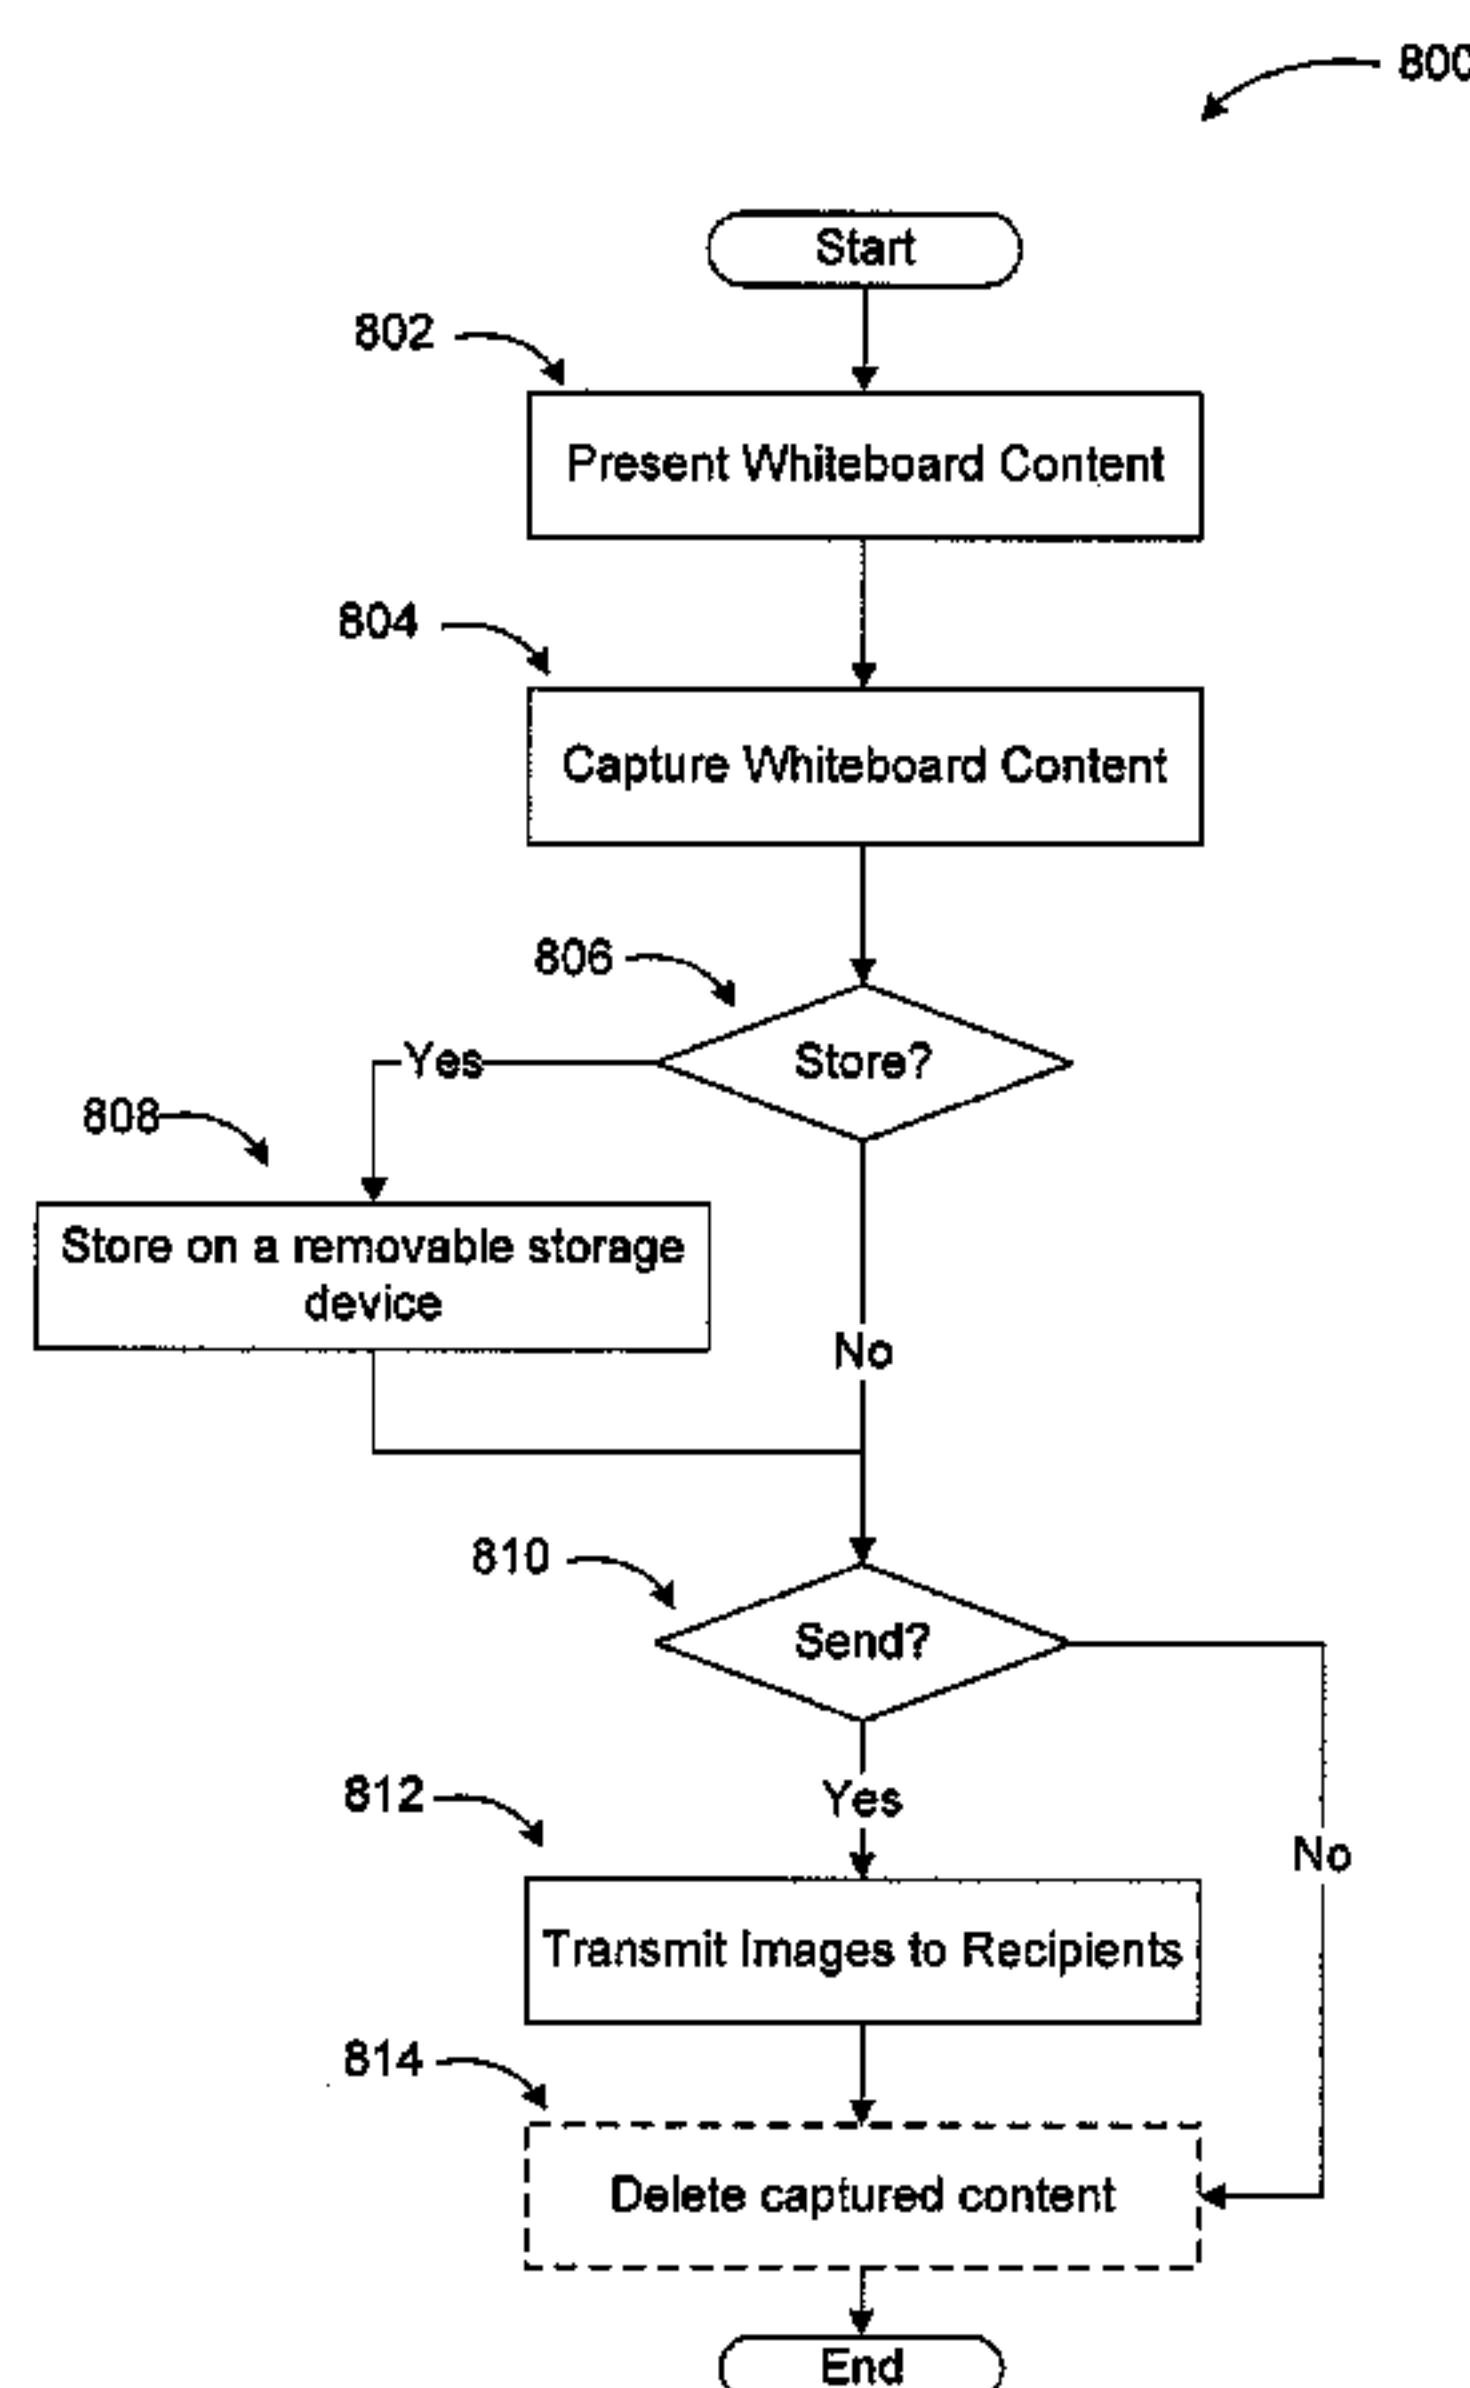 800
Start
802
Present Whiteboard Content
804
Capture Whiteboard Content
806
Store?
Yes
808
Store on a removable storage
device
No
810
Send?
812
Yes
No
Transmit Images to Recipients
814
Delete captured content
End